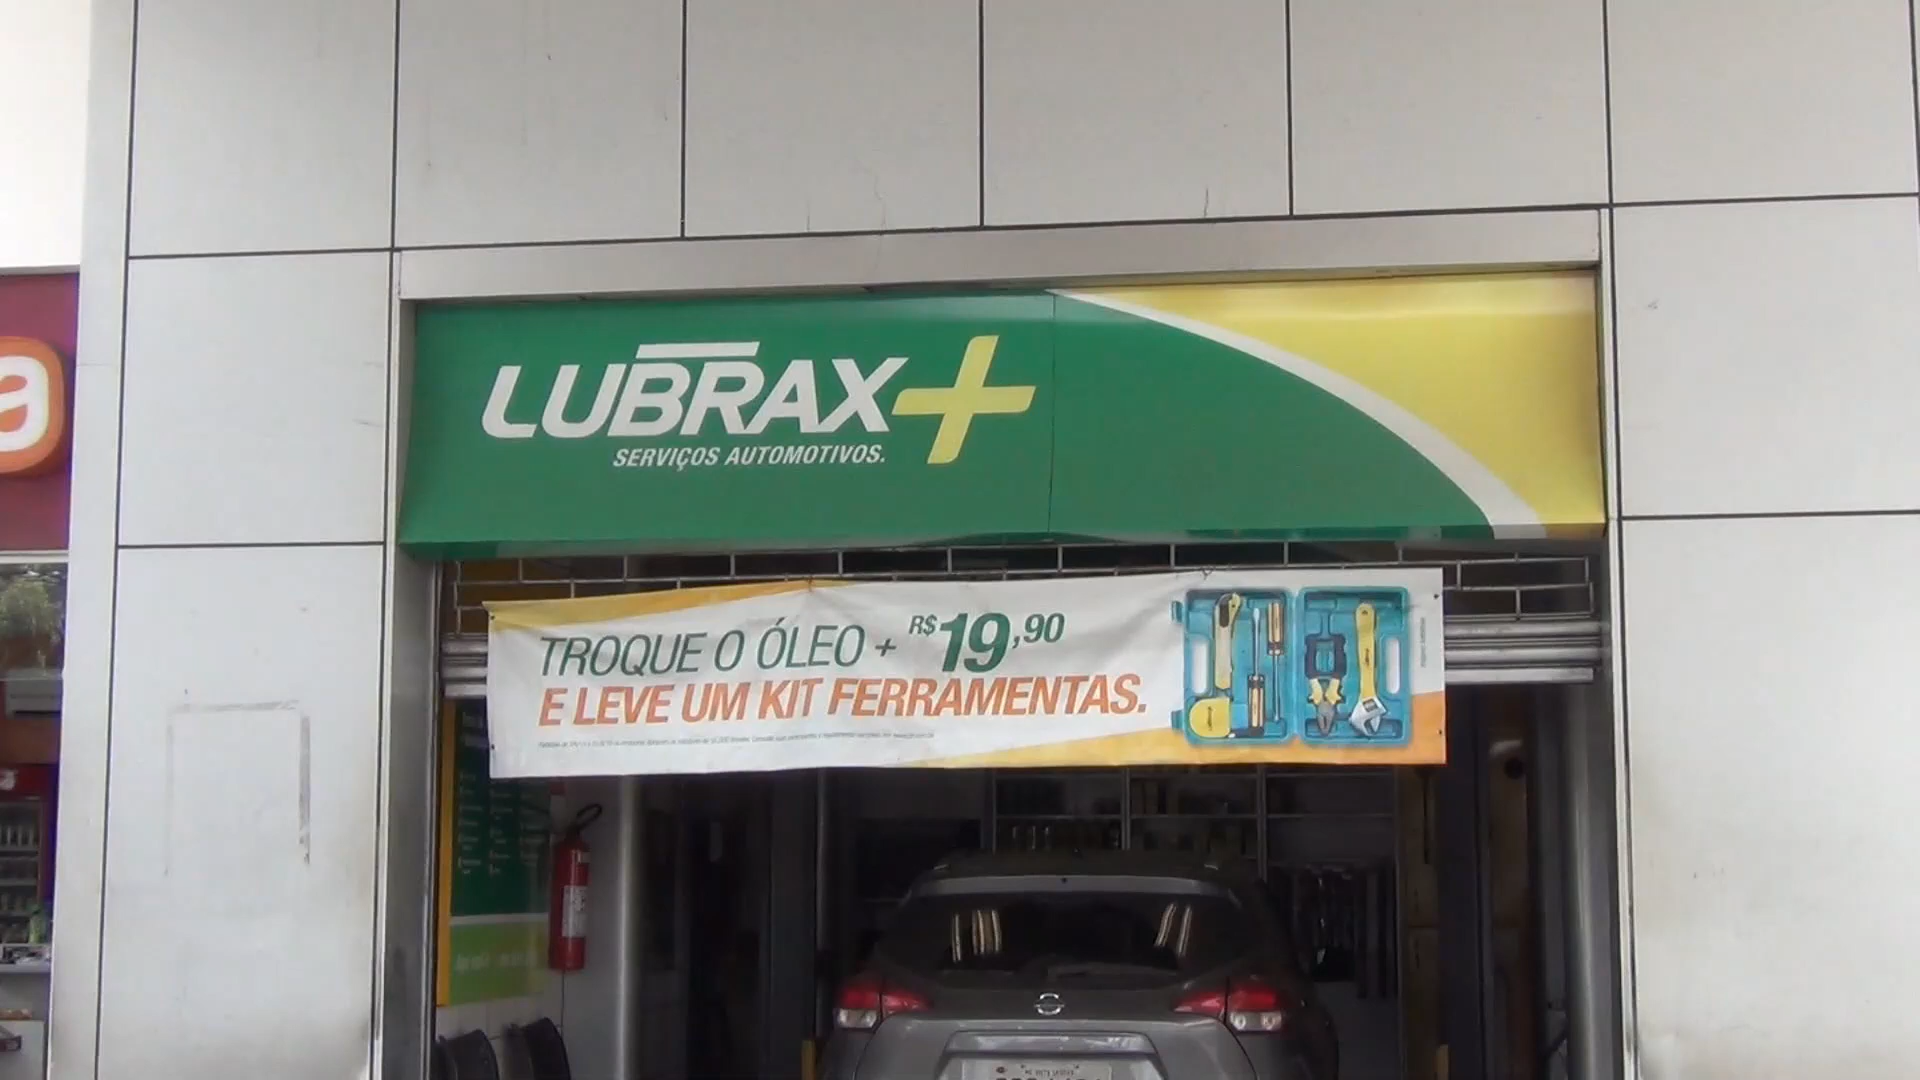 LUBRAX+
SERVIÇOS AUTOMOTIVOS.
TROQUE O ÓLEO + R$ 19,90
E LEVE UM KIT FERRAMENTAS.
a